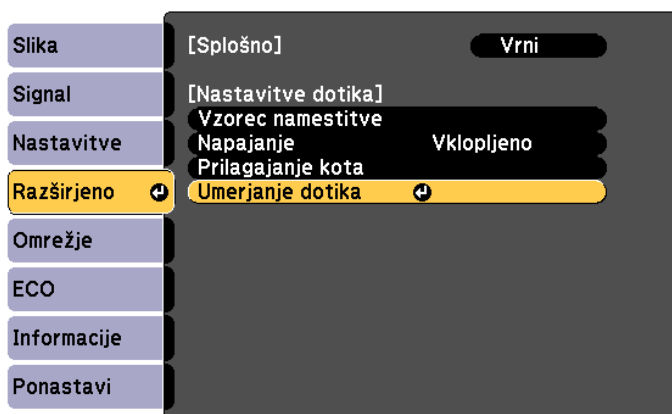 Slika
Signal
Nastavitve
Razširjeno
Omrežje
ECO
Informacije
Ponastavi
[Splošno] Vrni
[Nastavitve dotika]
Vzorec namestitve
Napajanje Vklopljeno
Prilagajanje kota
Umerjanje dotika